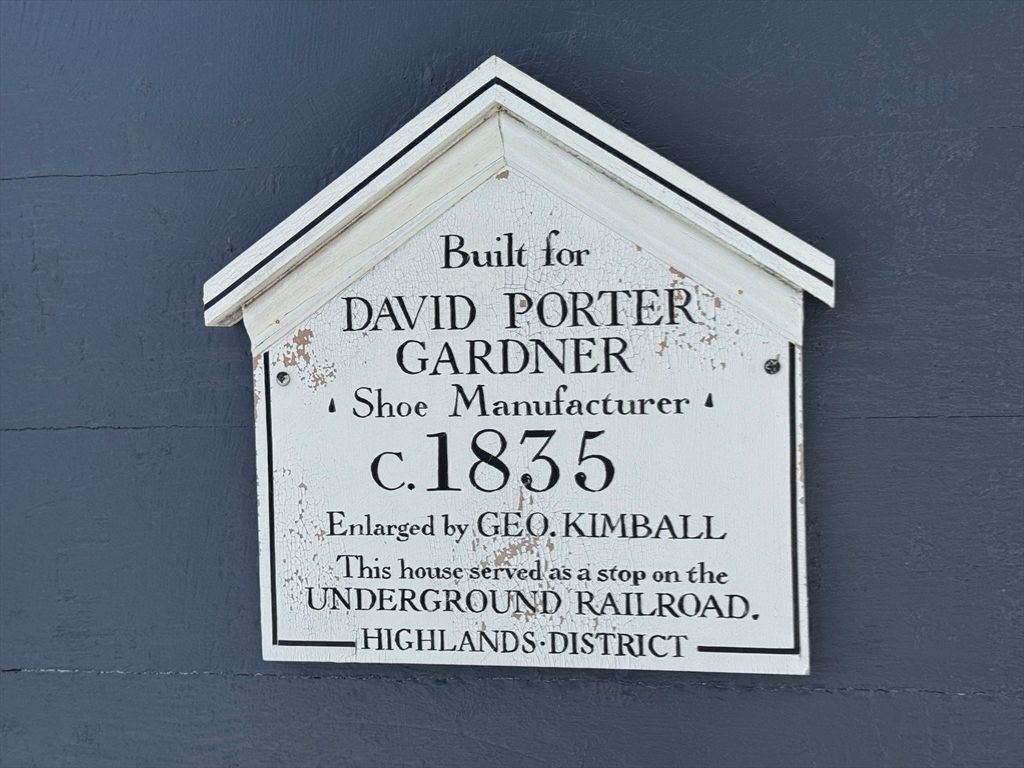 Built for
DAVID PORTER
GARDNER
Shoe Manufacturer
C. 1835
Enlarged by GEO. KIMBALL
This house served as a stop on the
UNDERGROUND RAILROAD.
HIGHLANDS·DISTRICT